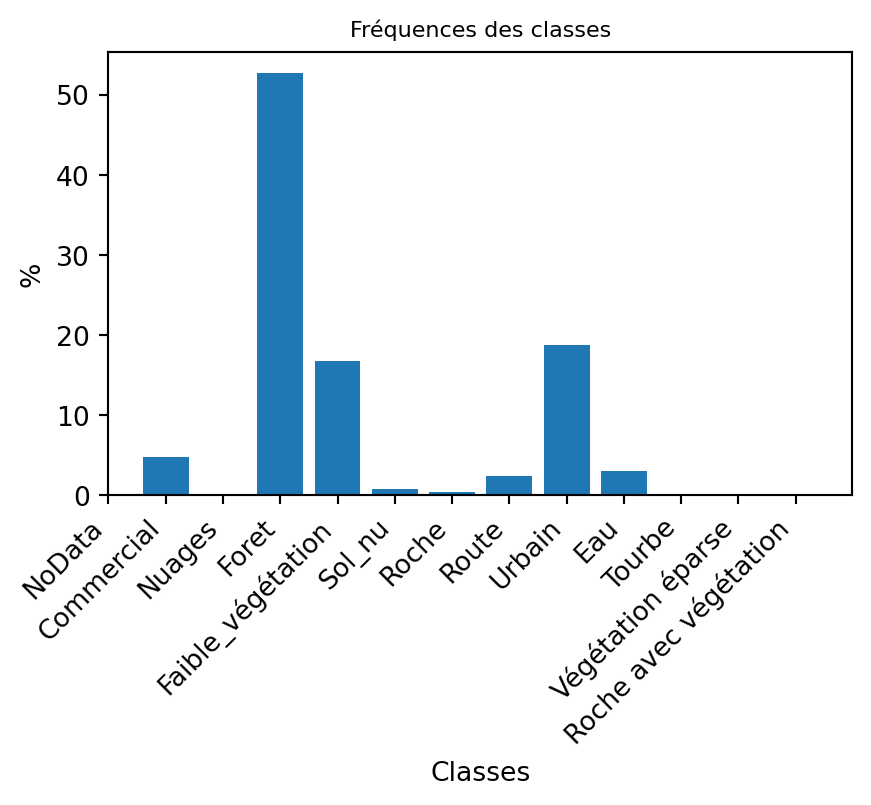 Fréquences des classes
%
50
40
30
20
10
0
NoData
Commercial
Nuages
Foret
Faible_végétation
Sol_nu
Roche
Route
Urbain
Eau
Tourbe
Végétation éparse
Roche avec végétation
Classes